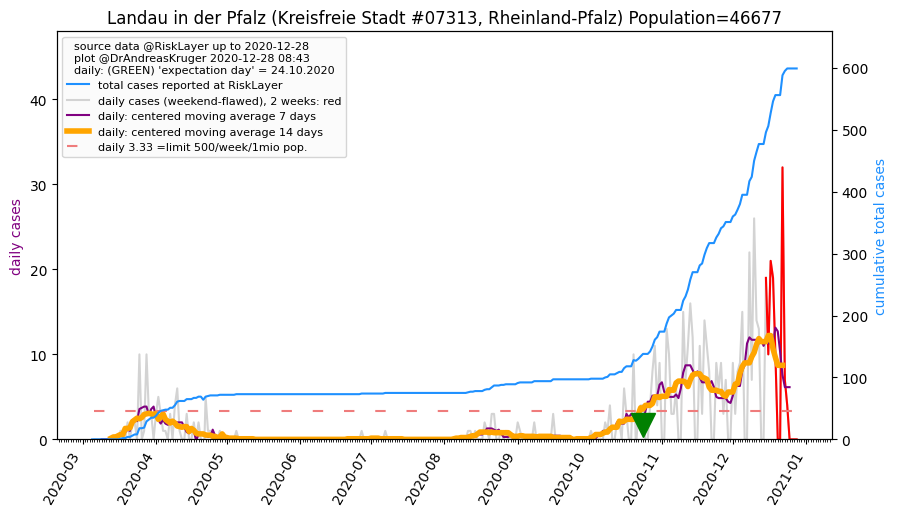 Landau in der Pfalz (Kreisfreie Stadt #07313, Rheinland-Pfalz) Population=46677
source data @RiskLayer up to 2020-12-28
plot @DrAndreasKruger 2020-12-28 08:43
daily: (GREEN) 'expectation day' = 24.10.2020
total cases reported at RiskLayer
daily cases (weekend-flawed), 2 weeks: red
daily: centered moving average 7 days
daily: centered moving average 14 days
daily 3.33 =limit 500/week/1mio pop.
daily cases
40
30
20
10
0
cumulative total cases
600
500
400
300
200
100
0
2020-03
2020-04
2020-05
2020-06
2020-07
2020-08
2020-09
2020-10
2020-11
2020-12
2021-01